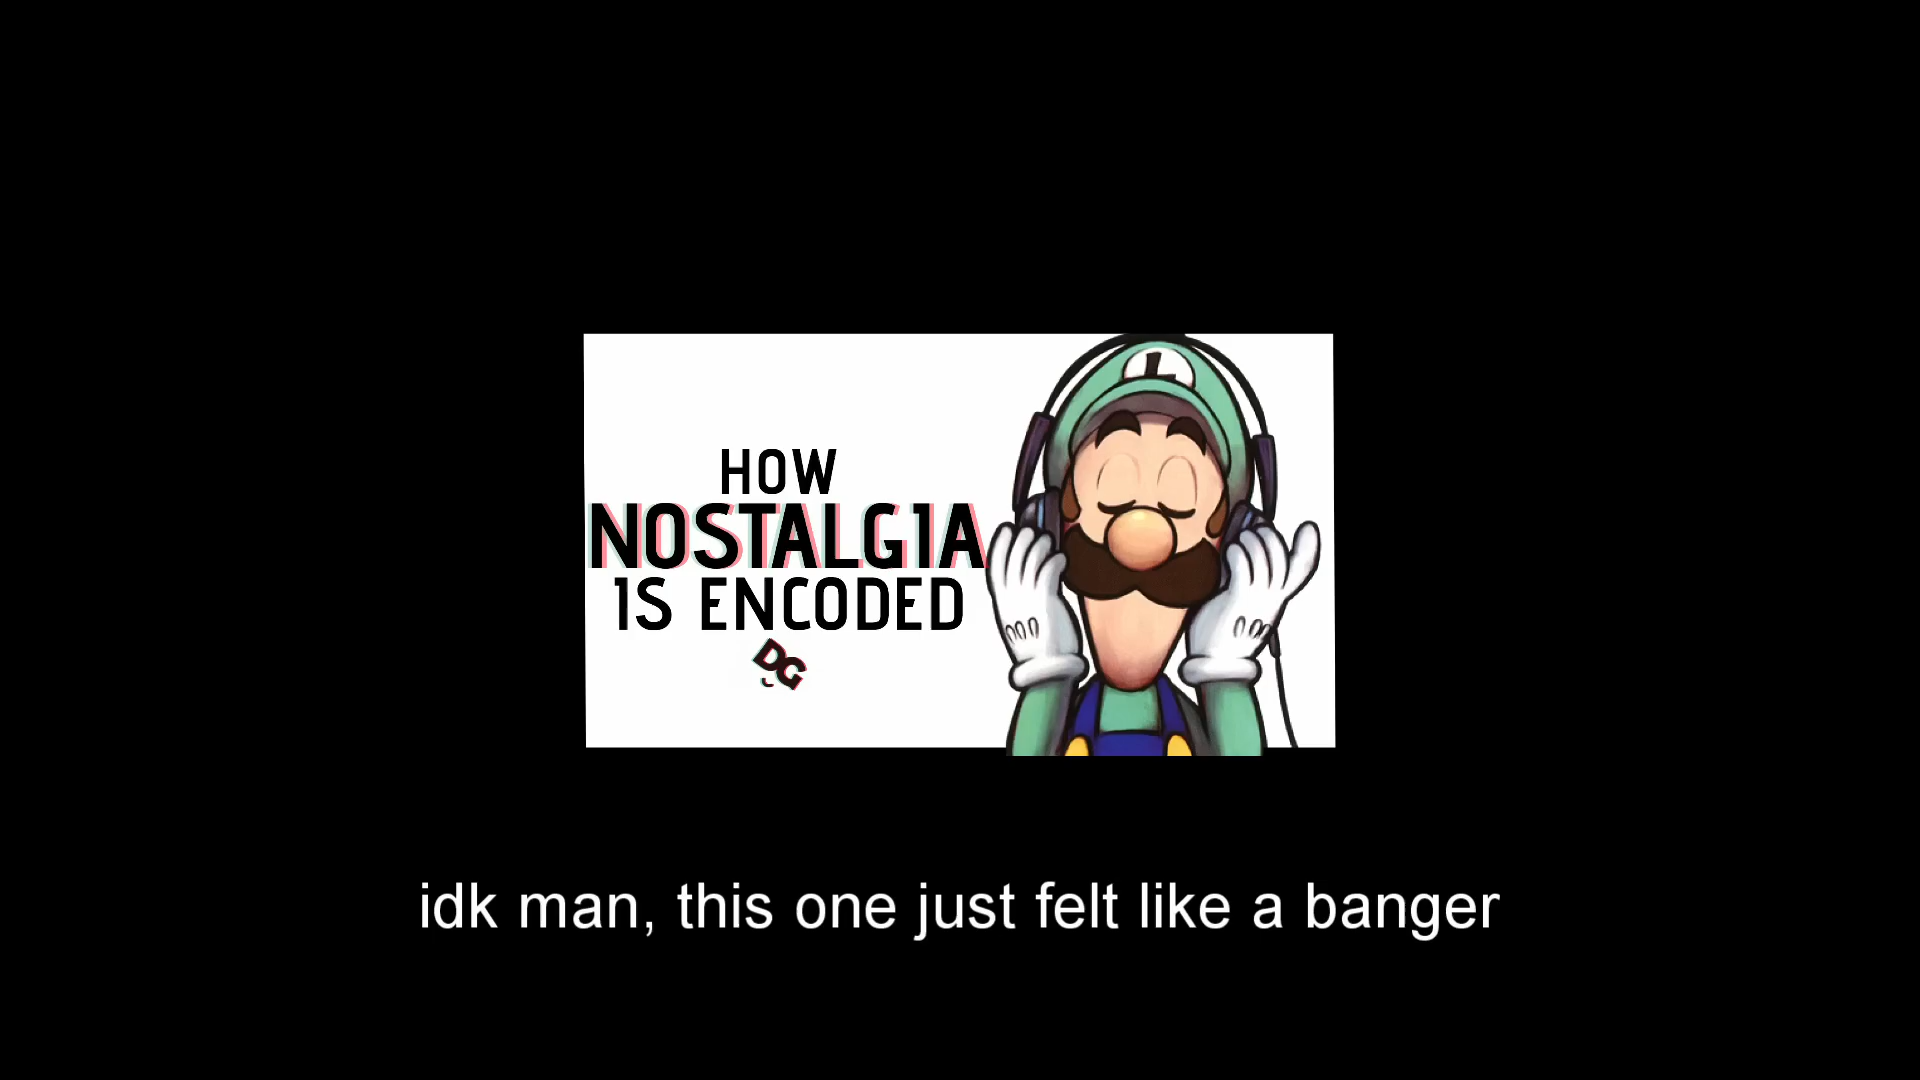 L
HOW
NOSTALGIA
IS ENCODED
DG
idk man, this one just felt like a banger